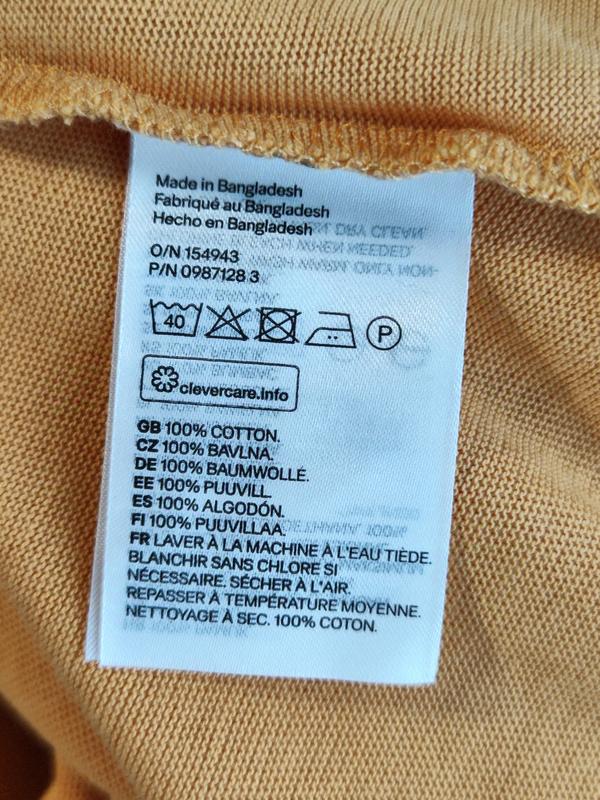 Made in Bangladesh
Fabriqué au Bangladesh
Hecho en Bangladesh
O/N 154943
P/N 0987128 3
40 P
clevercare.info
GB 100% COTTON.
CZ 100% BAVLNA.
DE 100% BAUMWOLLE.
EE 100% PUUVILL.
ES 100% ALGODÓN.
FI 100% PUUVILLAA.
FR LAVER À LA MACHINE À L'EAU TIÈDE.
BLANCHIR SANS CHLORE SI
NÉCESSAIRE. SÉCHER À L'AIR.
REPASSER À TEMPÉRATURE MOYENNE.
NETTOYAGE À SEC. 100% COTON.